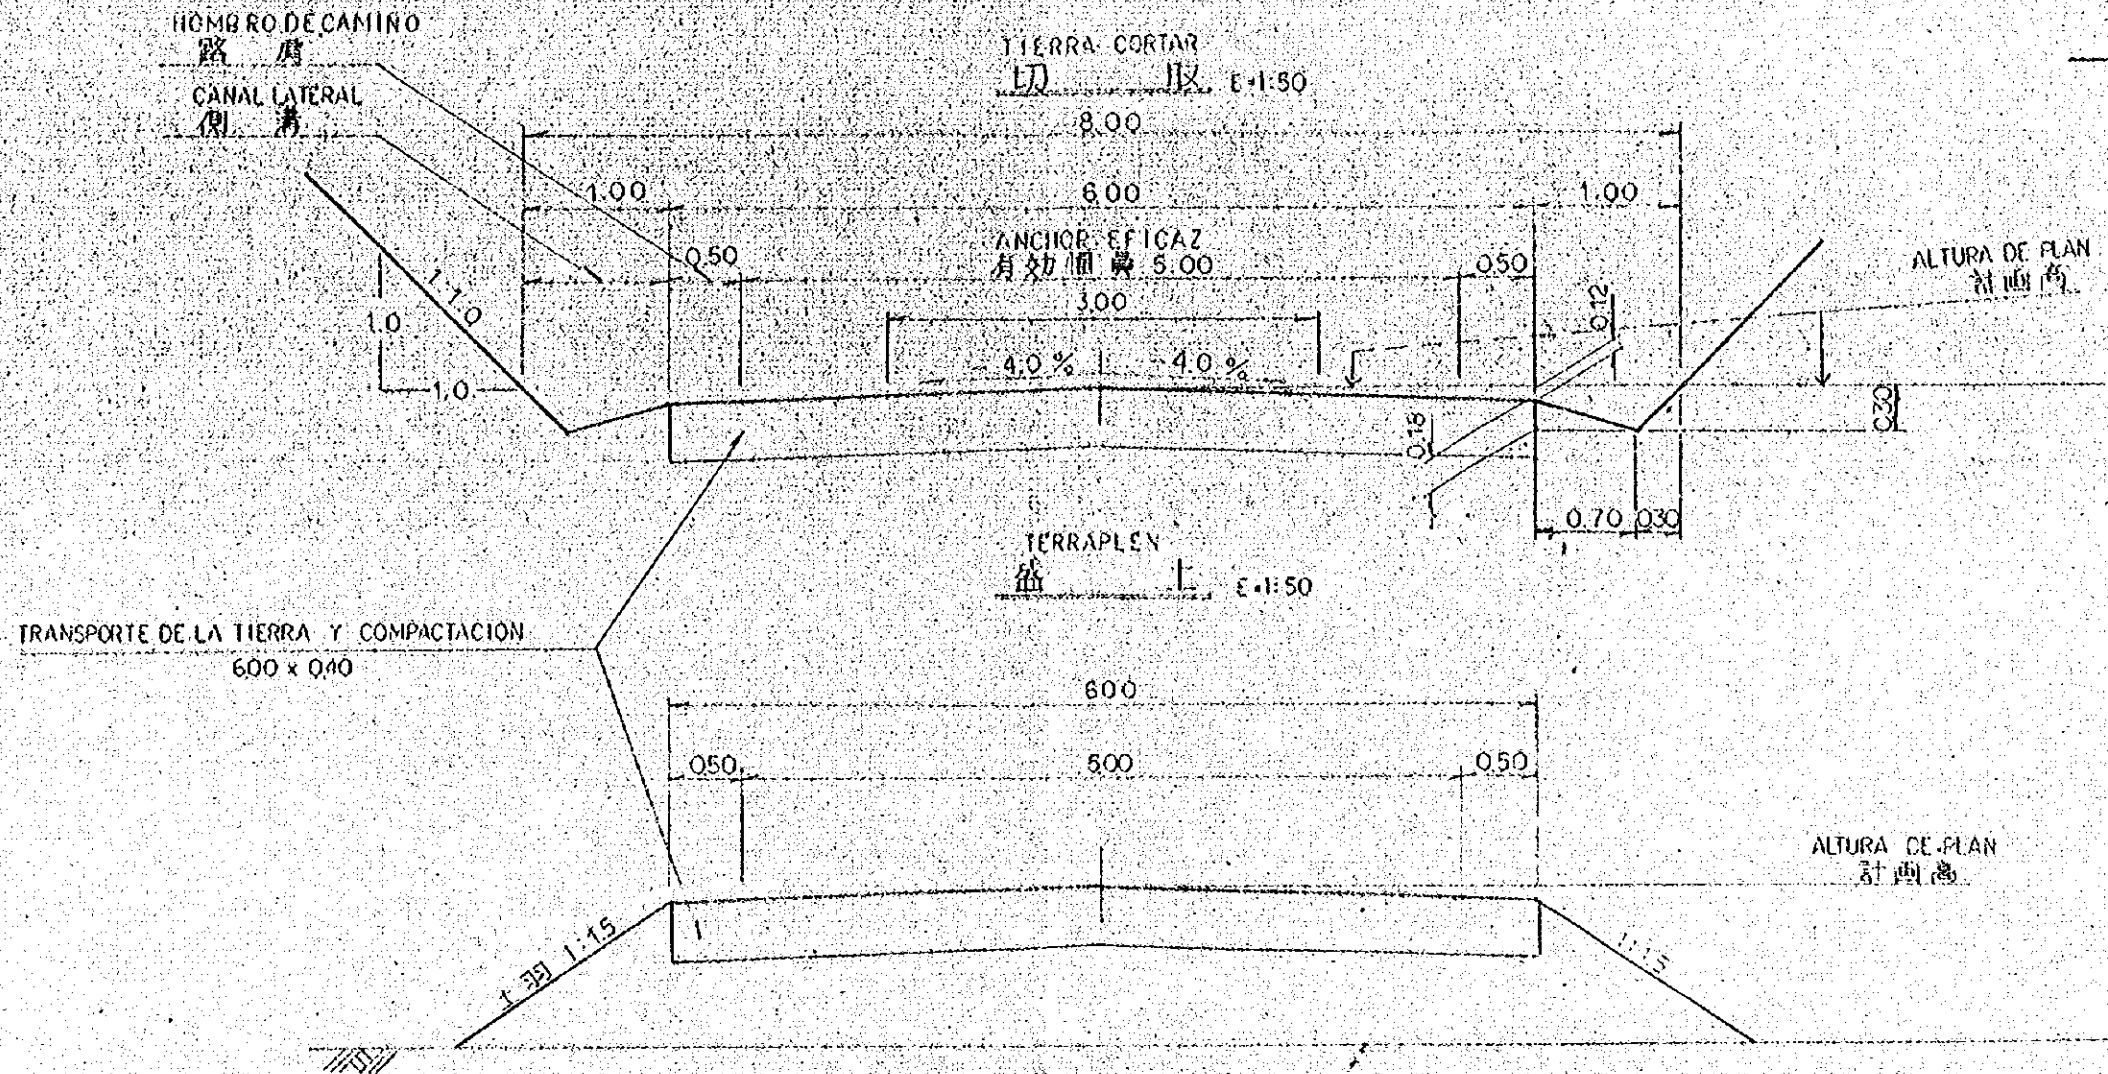 HOMBRO DE CAMINO
路 肩
CANAL LATERAL
側 溝
TIERRA CORTAR
切 取 E=1:50
8.00
1.00
6.00
1.00
0.50
ANCHOR EFICAZ
有効幅員 5.00
0.50
3.00
ALTURA DE PLAN
計画高
1:1.0
1.0
1.0
4.0 %
4.0 %
0.12
0.18
0.30
0.70
0.30
TERRAPLEN
盛 土 E=1:50
TRANSPORTE DE LA TIERRA Y COMPACTACION
6.00 x 0.40
6.00
0.50
5.00
0.50
ALTURA DE PLAN
計画高
土羽 1:1.5
1:1.5